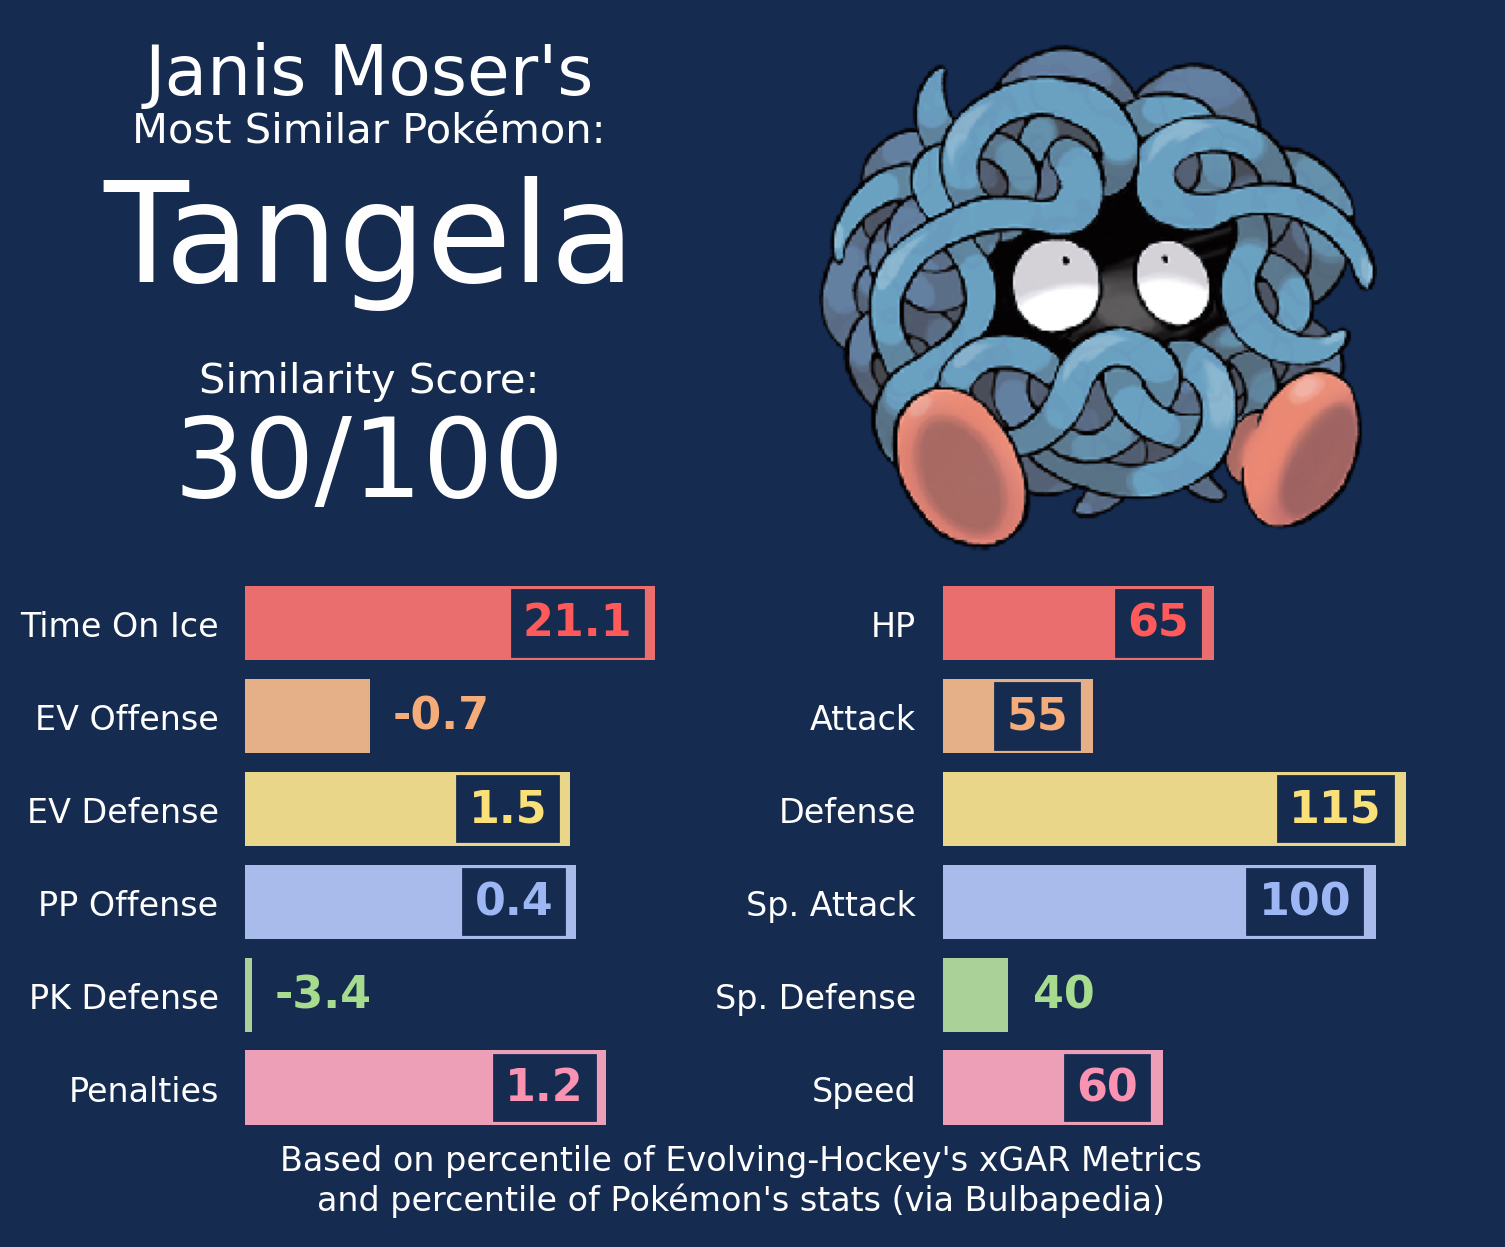 Janis Moser's
Most Similar Pokémon:
Tangela
Similarity Score:
30/100
Time On Ice 21.1
EV Offense -0.7
EV Defense 1.5
PP Offense 0.4
PK Defense -3.4
Penalties 1.2
HP 65
Attack 55
Defense 115
Sp. Attack 100
Sp. Defense 40
Speed 60
Based on percentile of Evolving-Hockey's xGAR Metrics
and percentile of Pokémon's stats (via Bulbapedia)